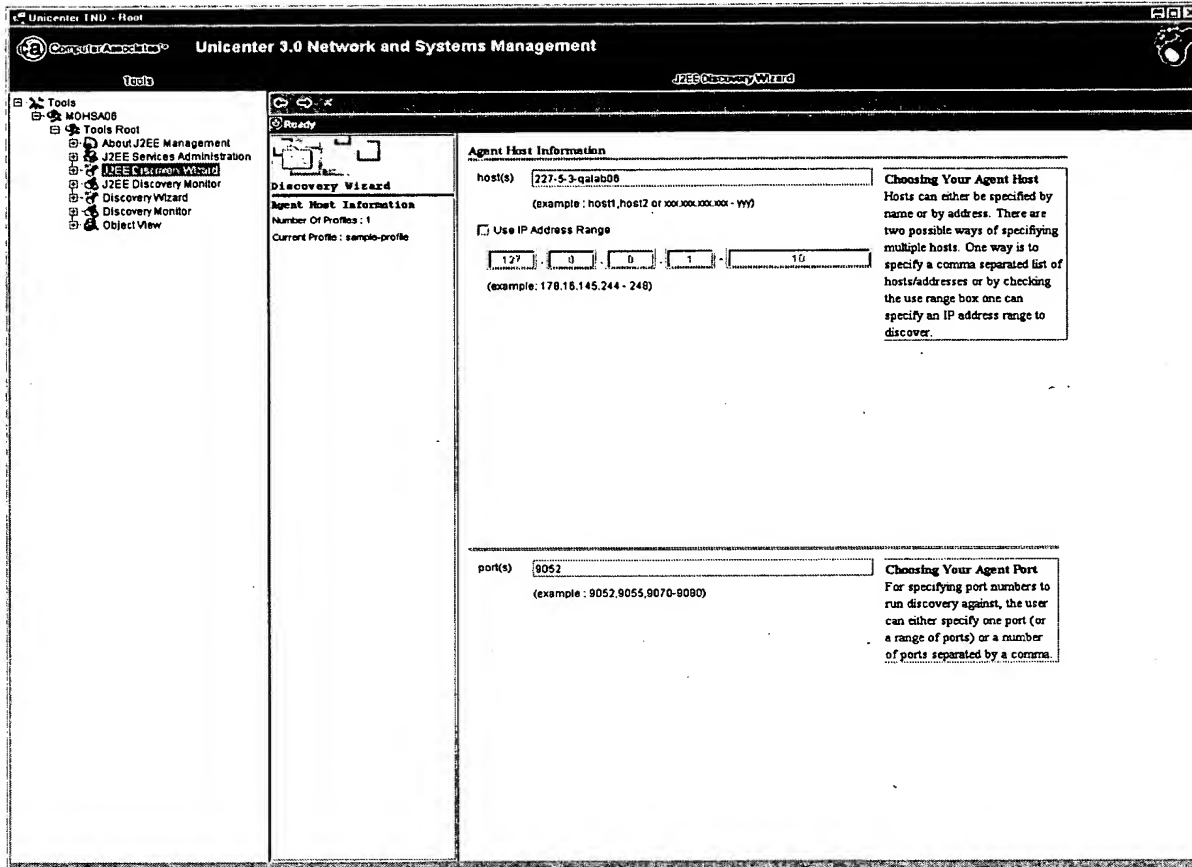 Unicenter TND - Root
ca Computer Associates
Unicenter 3.0 Network and Systems Management
Tools
J2EE Discovery Wizard
Tools
MOHSA06
Tools Root
About J2EE Management
J2EE Services Administration
J2EE Discovery Wizard
J2EE Discovery Monitor
Discovery Wizard
Discovery Monitor
Object View
Ready
Discovery Wizard
Agent Host Information
Number Of Profiles : 1
Current Profile : sample-profile
Agent Host Information
host(s)
227-5-3-qalab06
(example : host1,host2 or xxx.xxx.xxx.xxx - yyy)
Use IP Address Range
127 . 0 . 0 . 1 - 10
(example: 178.16.145.244 - 248)
Choosing Your Agent Host
Hosts can either be specified by
name or by address. There are
two possible ways of specifiying
multiple hosts. One way is to
specify a comma separated list of
hosts/addresses or by checking
the use range box one can
specify an IP address range to
discover.
port(s)
9052
(example : 9052,9055,9070-9080)
Choosing Your Agent Port
For specifying port numbers to
run discovery against, the user
can either specify one port (or
a range of ports) or a number
of ports separated by a comma.